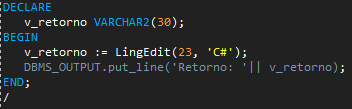 DECLARE
v_retorno VARCHAR2(30);
BEGIN
v_retorno := LingEdit(23, 'C#');
DBMS_OUTPUT.put_line('Retorno: '|| v_retorno);
END;
/